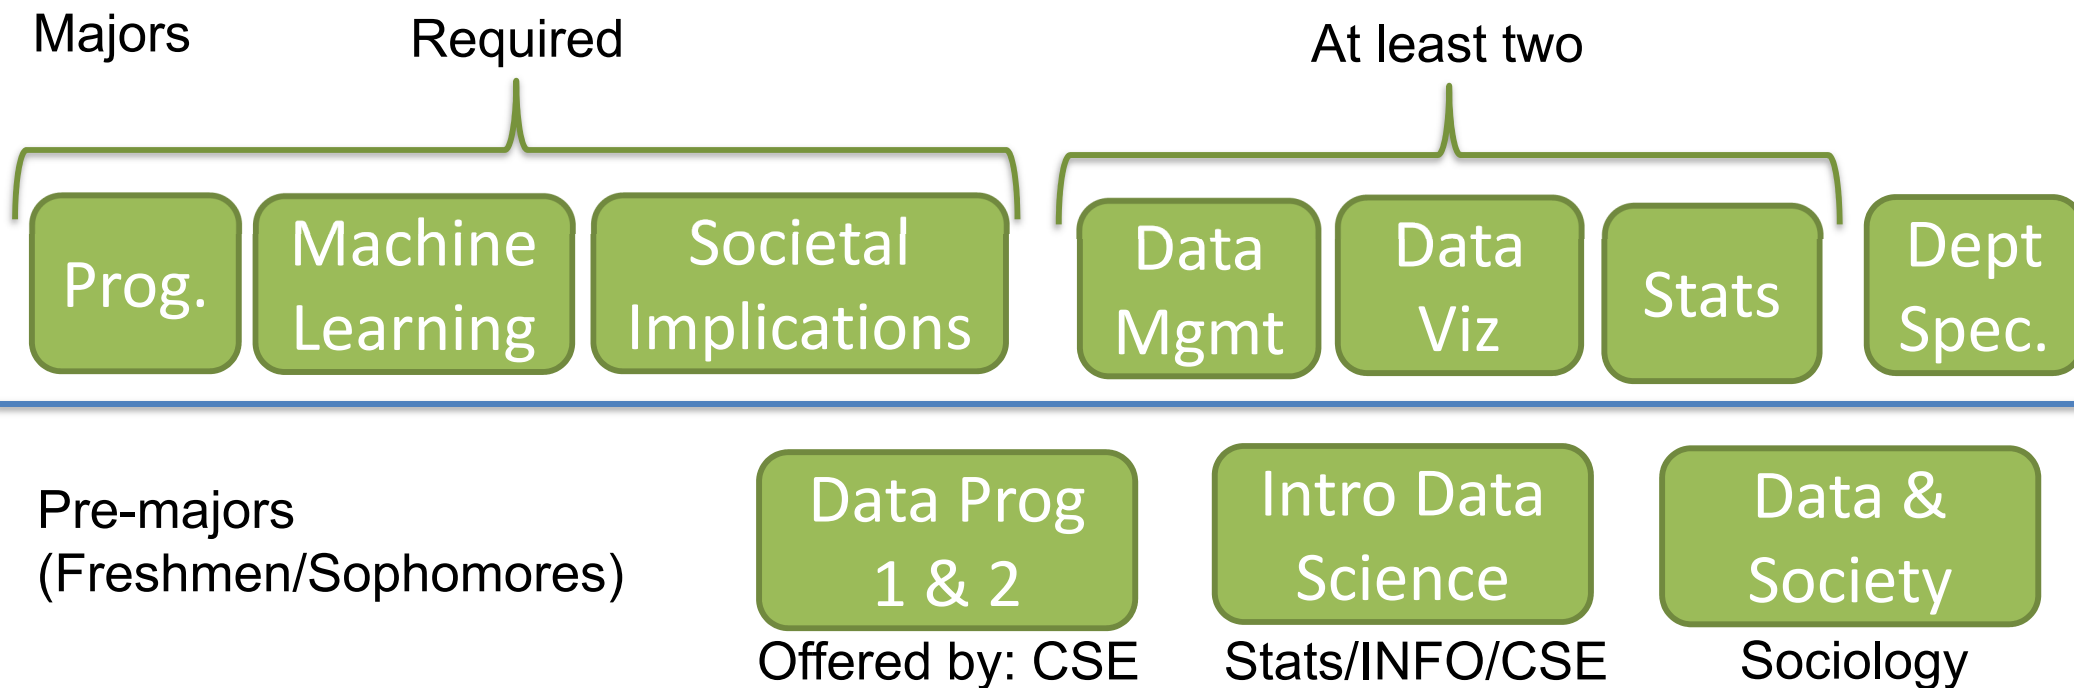 Majors
Required
At least two
Prog.
Machine
Learning
Societal
Implications
Data
Mgmt
Data
Viz
Stats
Dept
Spec.
Pre-majors
(Freshmen/Sophomores)
Data Prog
1 & 2
Offered by: CSE
Intro Data
Science
Stats/INFO/CSE
Data &
Society
Sociology